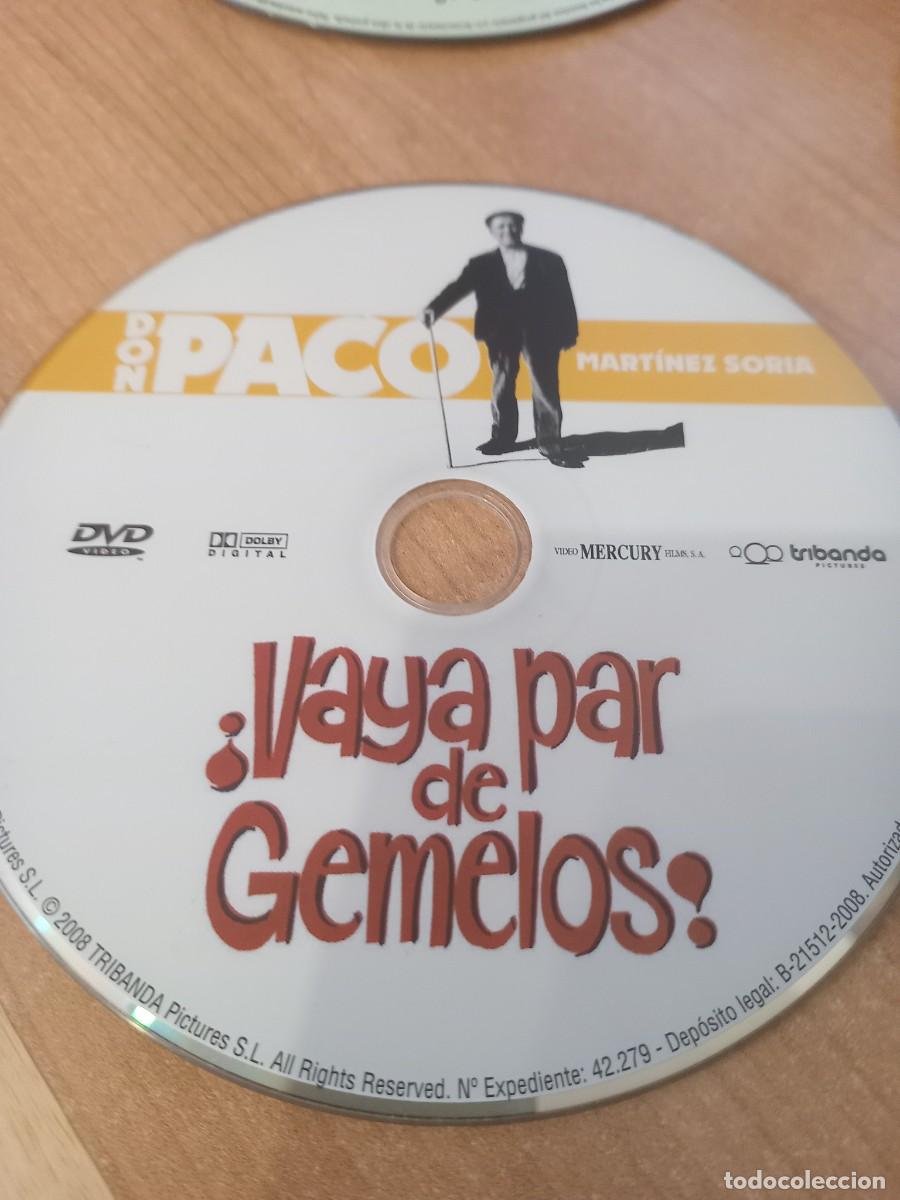 DON PACO MARTÍNEZ SORIA
DVD
VIDEO
DOLBY
DIGITAL
VIDEO MERCURY FILMS, S.A.
tribanda
PICTURES
¡Vaya par
de
Gemelos!
Pictures S.L. © 2008 TRIBANDA Pictures S.L. All Rights Reserved. Nº Expediente: 42.279 - Depósito legal: B-21512-2008.
todocoleccion